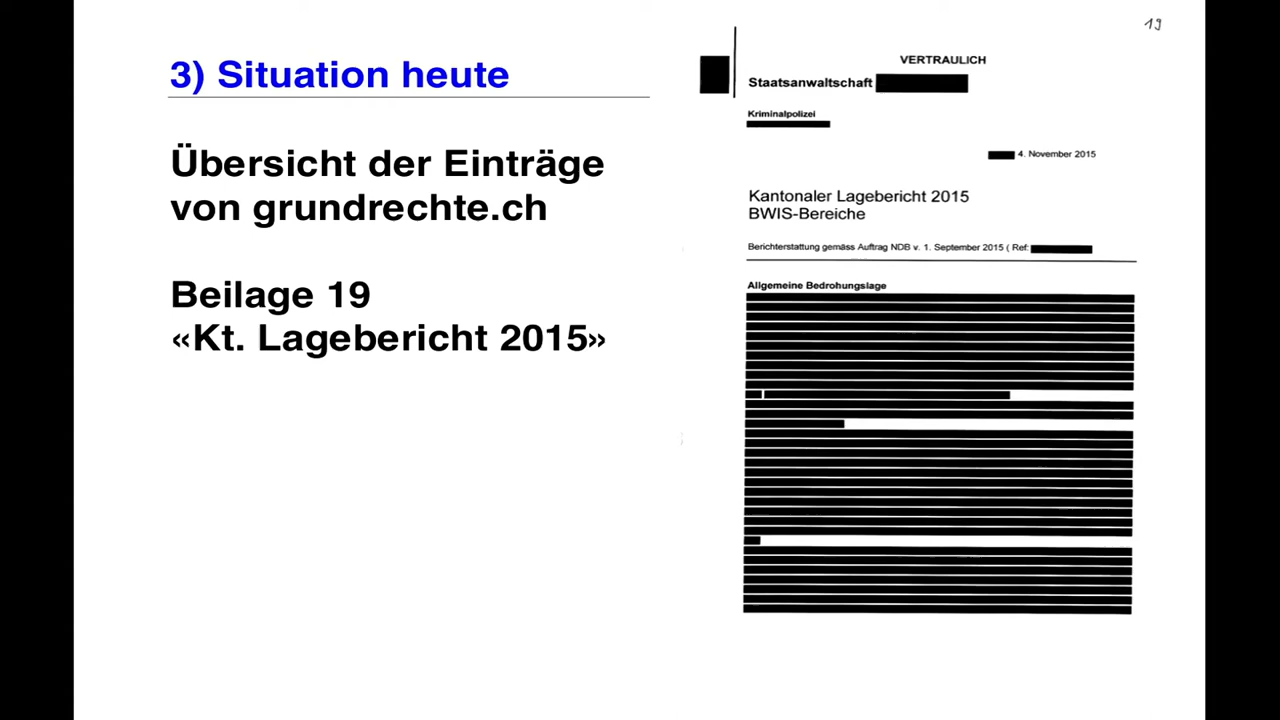 3) Situation heute
Übersicht der Einträge
von grundrechte.ch
Beilage 19
«Kt. Lagebericht 2015»
19
VERTRAULICH
Staatsanwaltschaft
Kriminalpolizei
4. November 2015
Kantonaler Lagebericht 2015
BWIS-Bereiche
Berichterstattung gemäss Auftrag NDB v. 1. September 2015 ( Ref:
Allgemeine Bedrohungslage